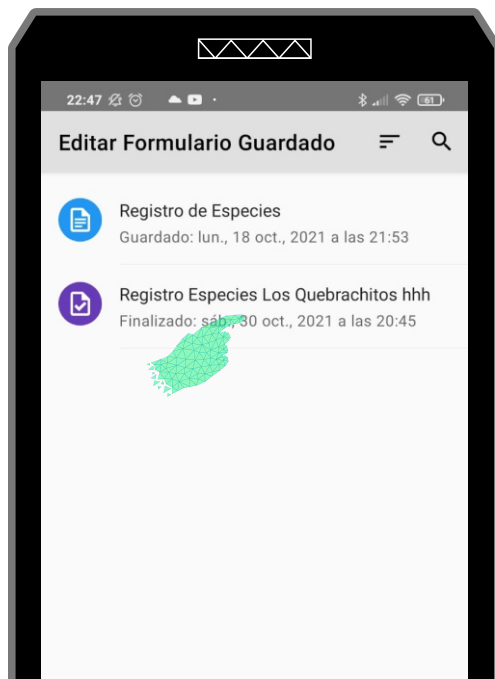 22:47
61
Editar Formulario Guardado
Registro de Especies
Guardado: lun., 18 oct., 2021 a las 21:53
Registro Especies Los Quebrachitos hhh
Finalizado: sáb., 30 oct., 2021 a las 20:45